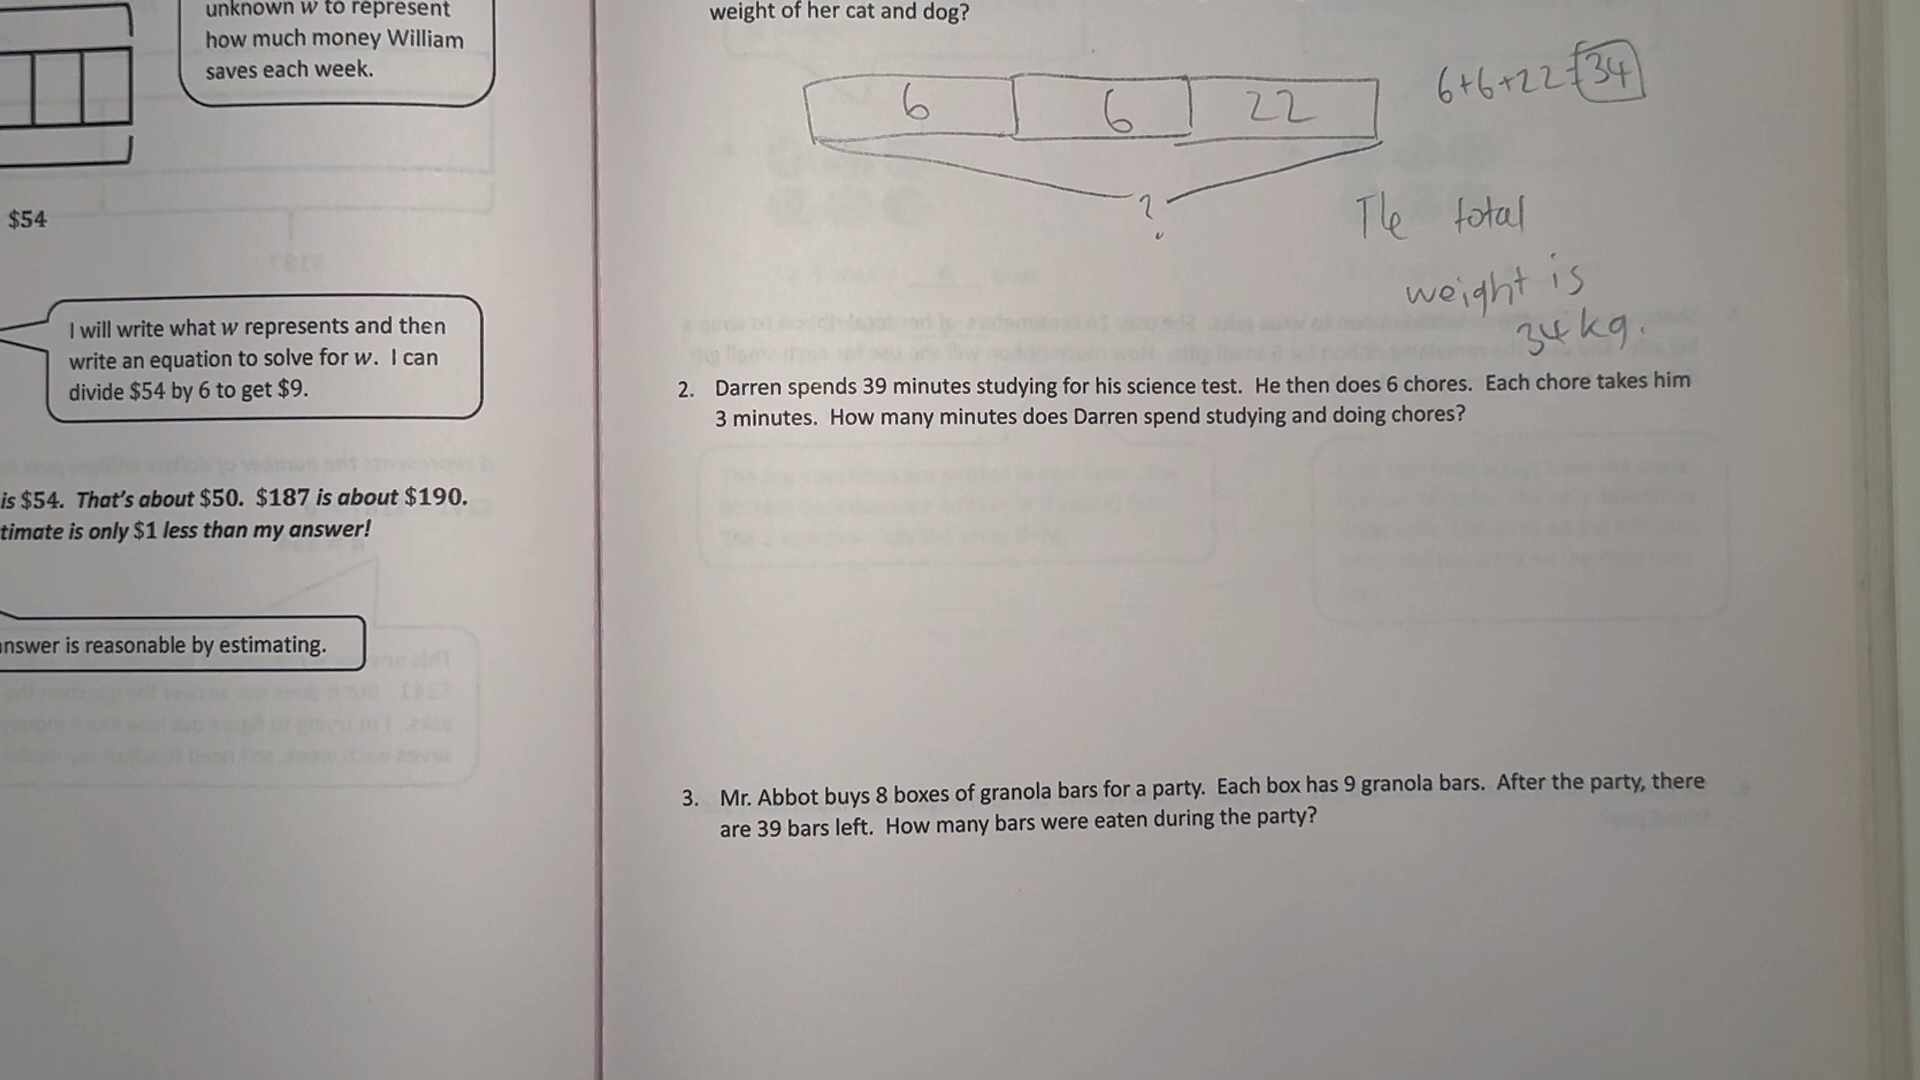 unknown w to represent
how much money William
saves each week.
$54
I will write what w represents and then
write an equation to solve for w. I can
divide $54 by 6 to get $9.
is $54. That's about $50. $187 is about $190.
timate is only $1 less than my answer!
answer is reasonable by estimating.
weight of her cat and dog?
6 6 22
6+6+22=34
?
total
weight is
34 kg.
2. Darren spends 39 minutes studying for his science test. He then does 6 chores. Each chore takes him
3 minutes. How many minutes does Darren spend studying and doing chores?
3. Mr. Abbot buys 8 boxes of granola bars for a party. Each box has 9 granola bars. After the party, there
are 39 bars left. How many bars were eaten during the party?